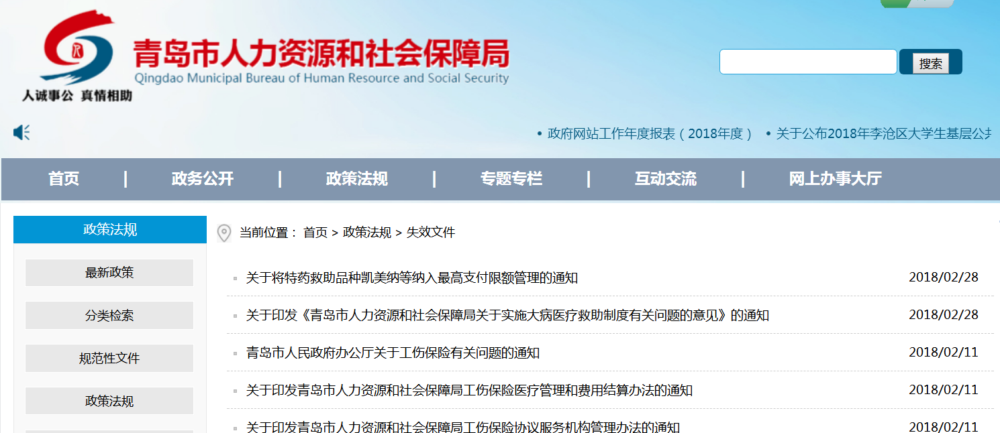 青岛市人力资源和社会保障局
Qingdao Municipal Bureau of Human Resource and Social Security
人诚事公 真情相助
搜索
• 政府网站工作年度报表（2018年度） • 关于公布2018年李沧区大学生基层公共
首页 | 政务公开 | 政策法规 | 专题专栏 | 互动交流 | 网上办事大厅
政策法规
最新政策
分类检索
规范性文件
政策法规
当前位置： 首页 > 政策法规 > 失效文件
关于将特药救助品种凯美纳等纳入最高支付限额管理的通知 2018/02/28
关于印发《青岛市人力资源和社会保障局关于实施大病医疗救助制度有关问题的意见》的通知 2018/02/28
青岛市人民政府办公厅关于工伤保险有关问题的通知 2018/02/11
关于印发青岛市人力资源和社会保障局工伤保险医疗管理和费用结算办法的通知 2018/02/11
关于印发青岛市人力资源和社会保障局工伤保险协议服务机构管理办法的通知 2018/02/11